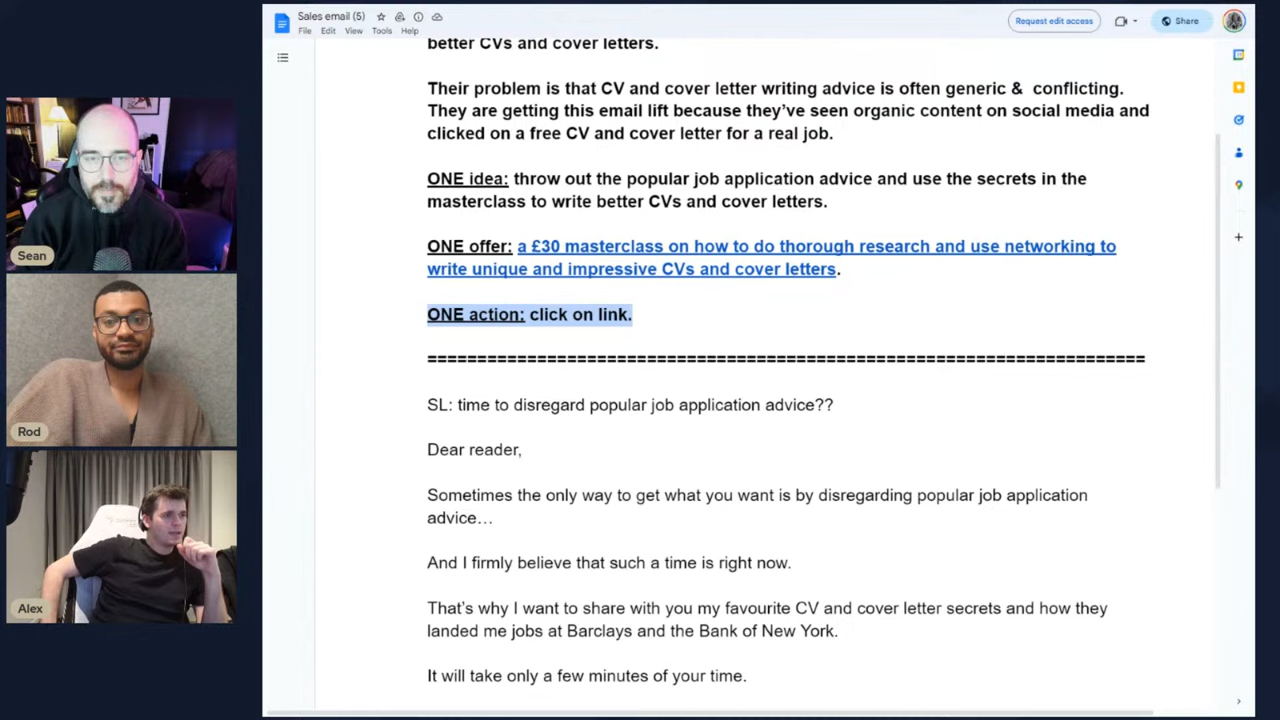 Sales email (5)
File Edit View Tools Help
Request edit access
Share
better CVs and cover letters.
Their problem is that CV and cover letter writing advice is often generic & conflicting.
They are getting this email lift because they've seen organic content on social media and
clicked on a free CV and cover letter for a real job.
ONE idea: throw out the popular job application advice and use the secrets in the
masterclass to write better CVs and cover letters.
ONE offer: a £30 masterclass on how to do thorough research and use networking to
write unique and impressive CVs and cover letters.
ONE action: click on link.
========================================================================
SL: time to disregard popular job application advice??
Dear reader,
Sometimes the only way to get what you want is by disregarding popular job application
advice…
And I firmly believe that such a time is right now.
That's why I want to share with you my favourite CV and cover letter secrets and how they
landed me jobs at Barclays and the Bank of New York.
It will take only a few minutes of your time.
Sean
Rod
Alex